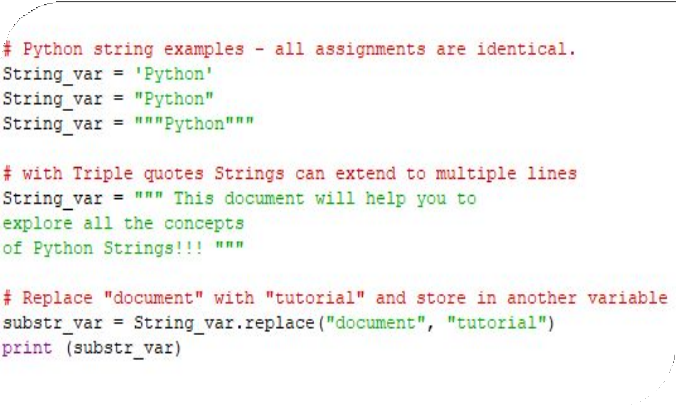 # Python string examples - all assignments are identical.
String_var = 'Python'
String_var = "Python"
String_var = """Python"""
# with Triple quotes Strings can extend to multiple lines
String_var = """ This document will help you to
explore all the concepts
of Python Strings!!! """
# Replace "document" with "tutorial" and store in another variable
substr_var = String_var.replace("document", "tutorial")
print (substr_var)